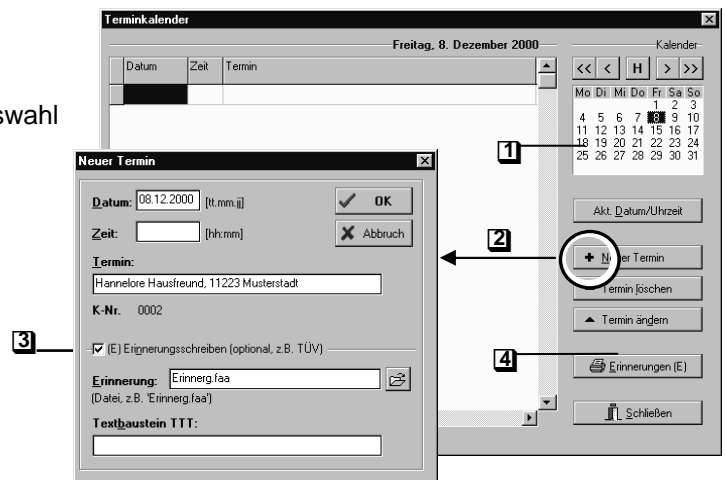 Terminkalender
Freitag, 8. Dezember 2000
Kalender
Datum Zeit Termin
<< < H > >>
Mo Di Mi Do Fr Sa So
1 2 3
4 5 6 7 8 9 10
11 12 13 14 15 16 17
18 19 20 21 22 23 24
25 26 27 28 29 30 31
swahl
1
Akt. Datum/Uhrzeit
2
Neuer Termin
Termin löschen
Termin ändern
4
Erinnerungen (E)
Schließen
Neuer Termin
Datum: 08.12.2000 [tt.mm.jj]
OK
Zeit: [hh:mm]
Abbruch
Termin:
Hannelore Hausfreund, 11223 Musterstadt
K-Nr. 0002
3
(E) Erinnerungsschreiben (optional, z.B. TÜV)
Erinnerung: Erinnerg.faa
(Datei, z.B. 'Erinnerg.faa')
Textbaustein TTT: